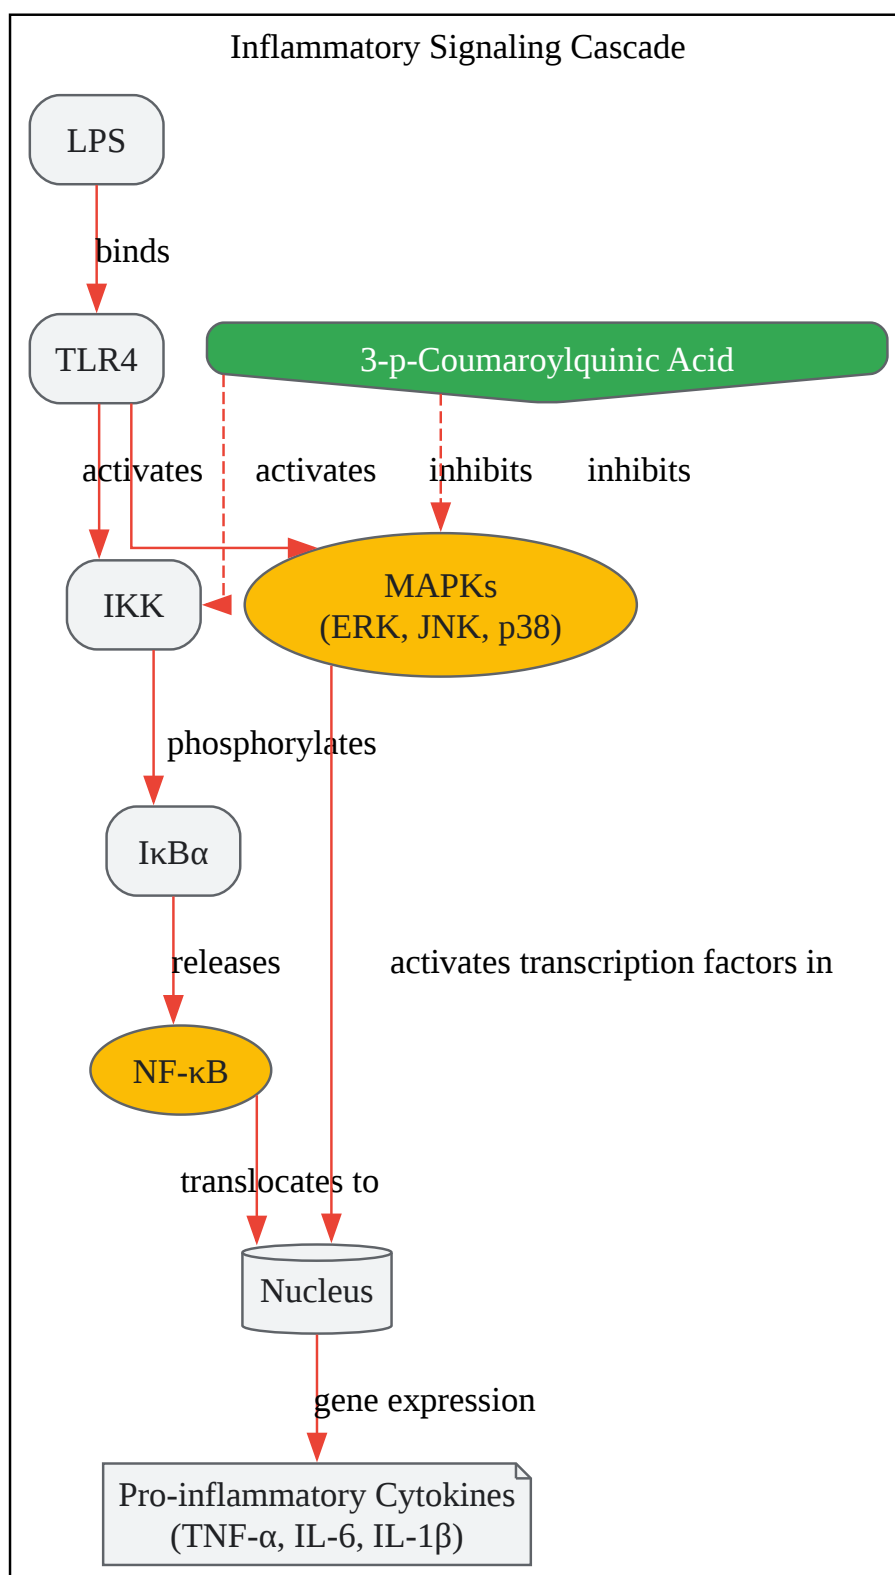 Inflammatory Signaling Cascade
LPS
binds
TLR4
3-p-Coumaroylquinic Acid
activates
activates
inhibits
inhibits
IKK
MAPKs
(ERK, JNK, p38)
phosphorylates
IκBα
releases
activates transcription factors in
NF-κB
translocates to
Nucleus
gene expression
Pro-inflammatory Cytokines
(TNF-α, IL-6, IL-1β)